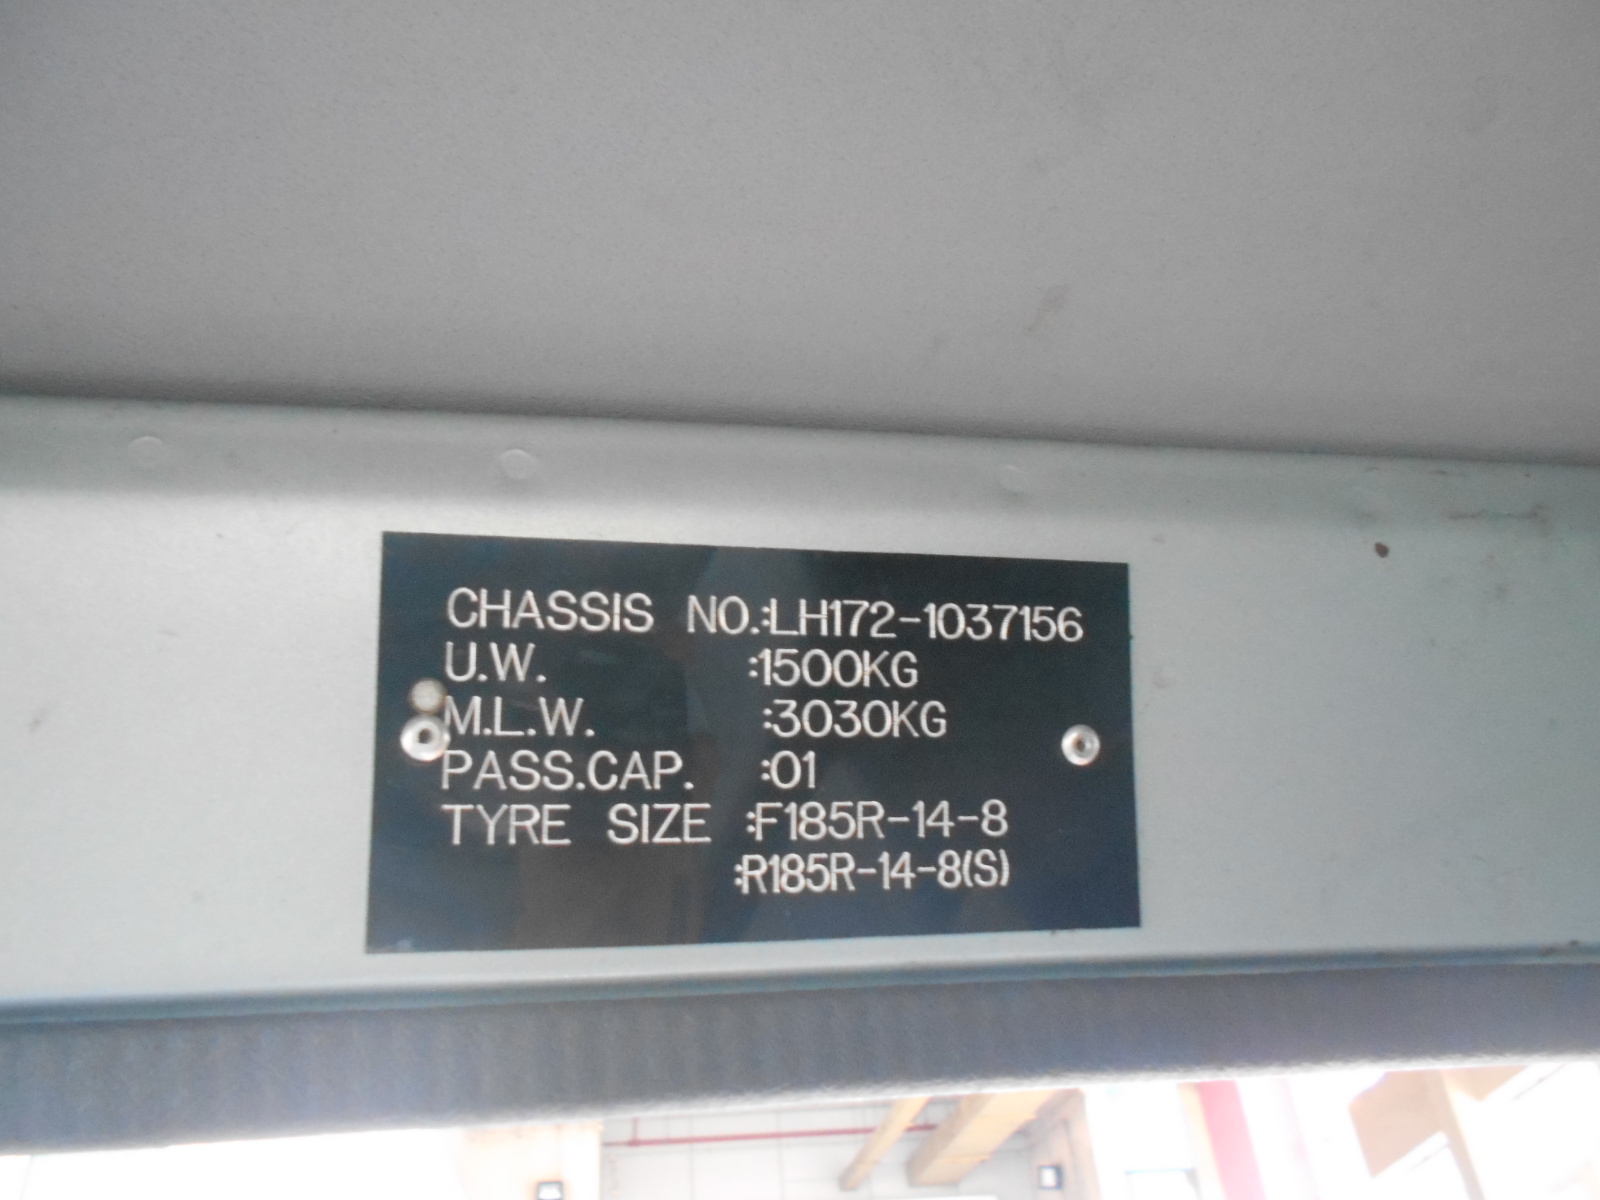 CHASSIS NO.:LH172-1037156
U.W. :1500KG
M.L.W. :3030KG
PASS.CAP. :01
TYRE SIZE :F185R-14-8
:R185R-14-8(S)